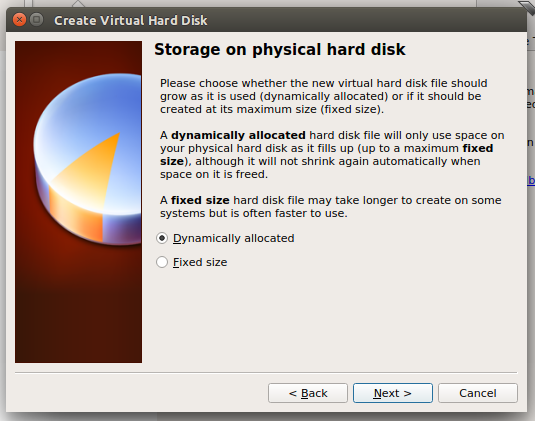 Create Virtual Hard Disk
Storage on physical hard disk
Please choose whether the new virtual hard disk file should
grow as it is used (dynamically allocated) or if it should be
created at its maximum size (fixed size).
A dynamically allocated hard disk file will only use space on
your physical hard disk as it fills up (up to a maximum fixed
size), although it will not shrink again automatically when
space on it is freed.
A fixed size hard disk file may take longer to create on some
systems but is often faster to use.
Dynamically allocated
Fixed size
< Back
Next >
Cancel